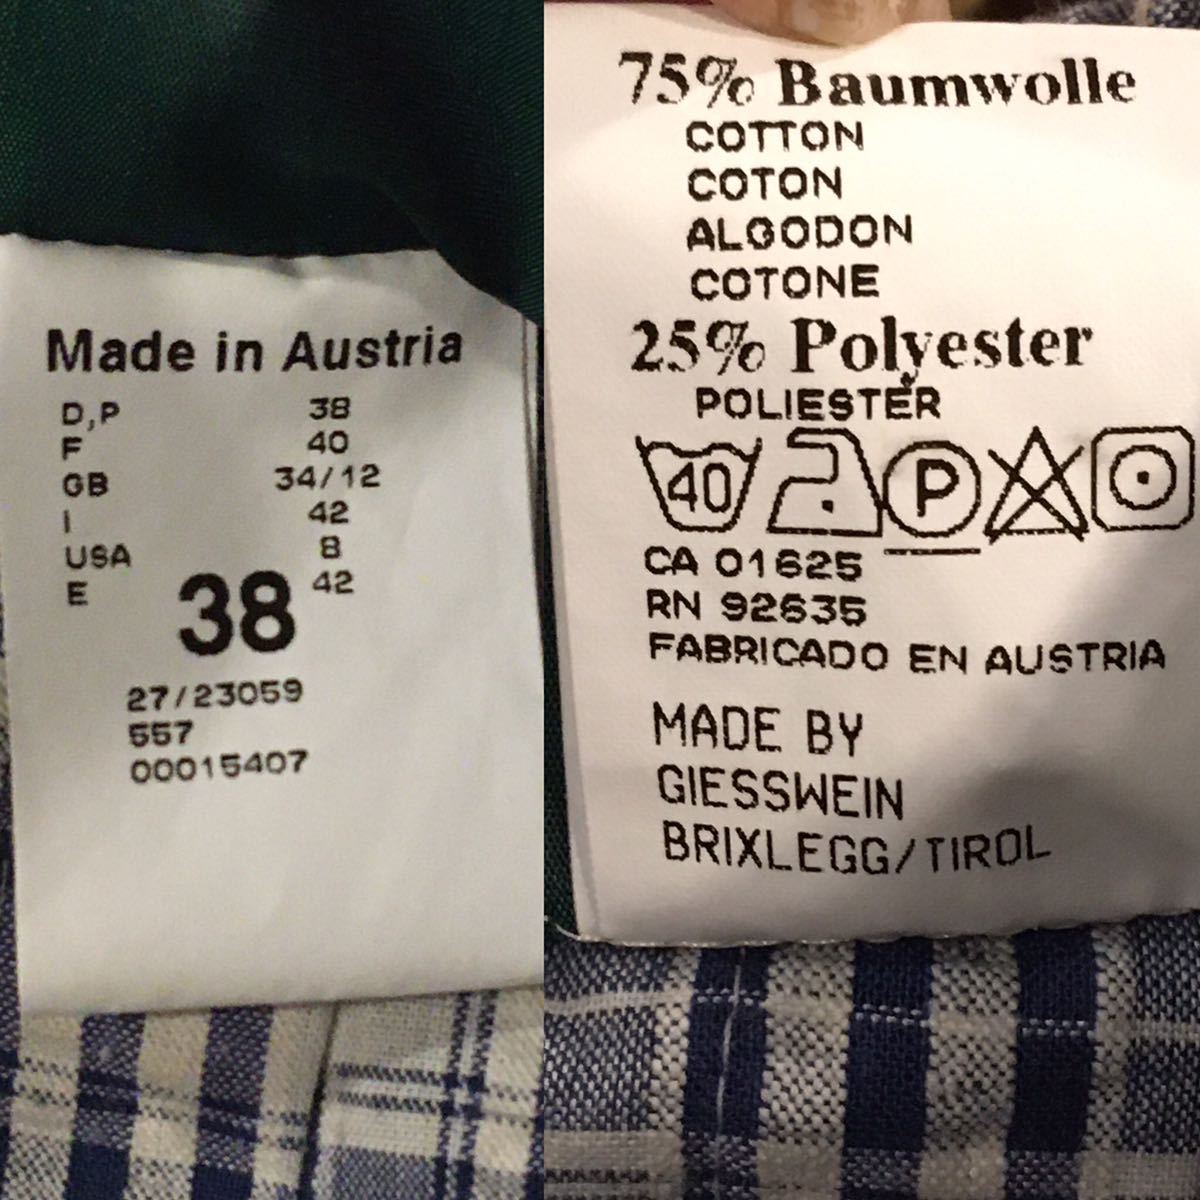 Made in Austria
D,P 38
F 40
GB 34/12
I 42
USA 8
E 42
38
27/23059
557
00015407
75% Baumwolle
COTTON
COTON
ALGODON
COTONE
25% Polyester
POLIESTER
40 P
CA 01625
RN 92635
FABRICADO EN AUSTRIA
MADE BY
GIESSWEIN
BRIXLEGG/TIROL